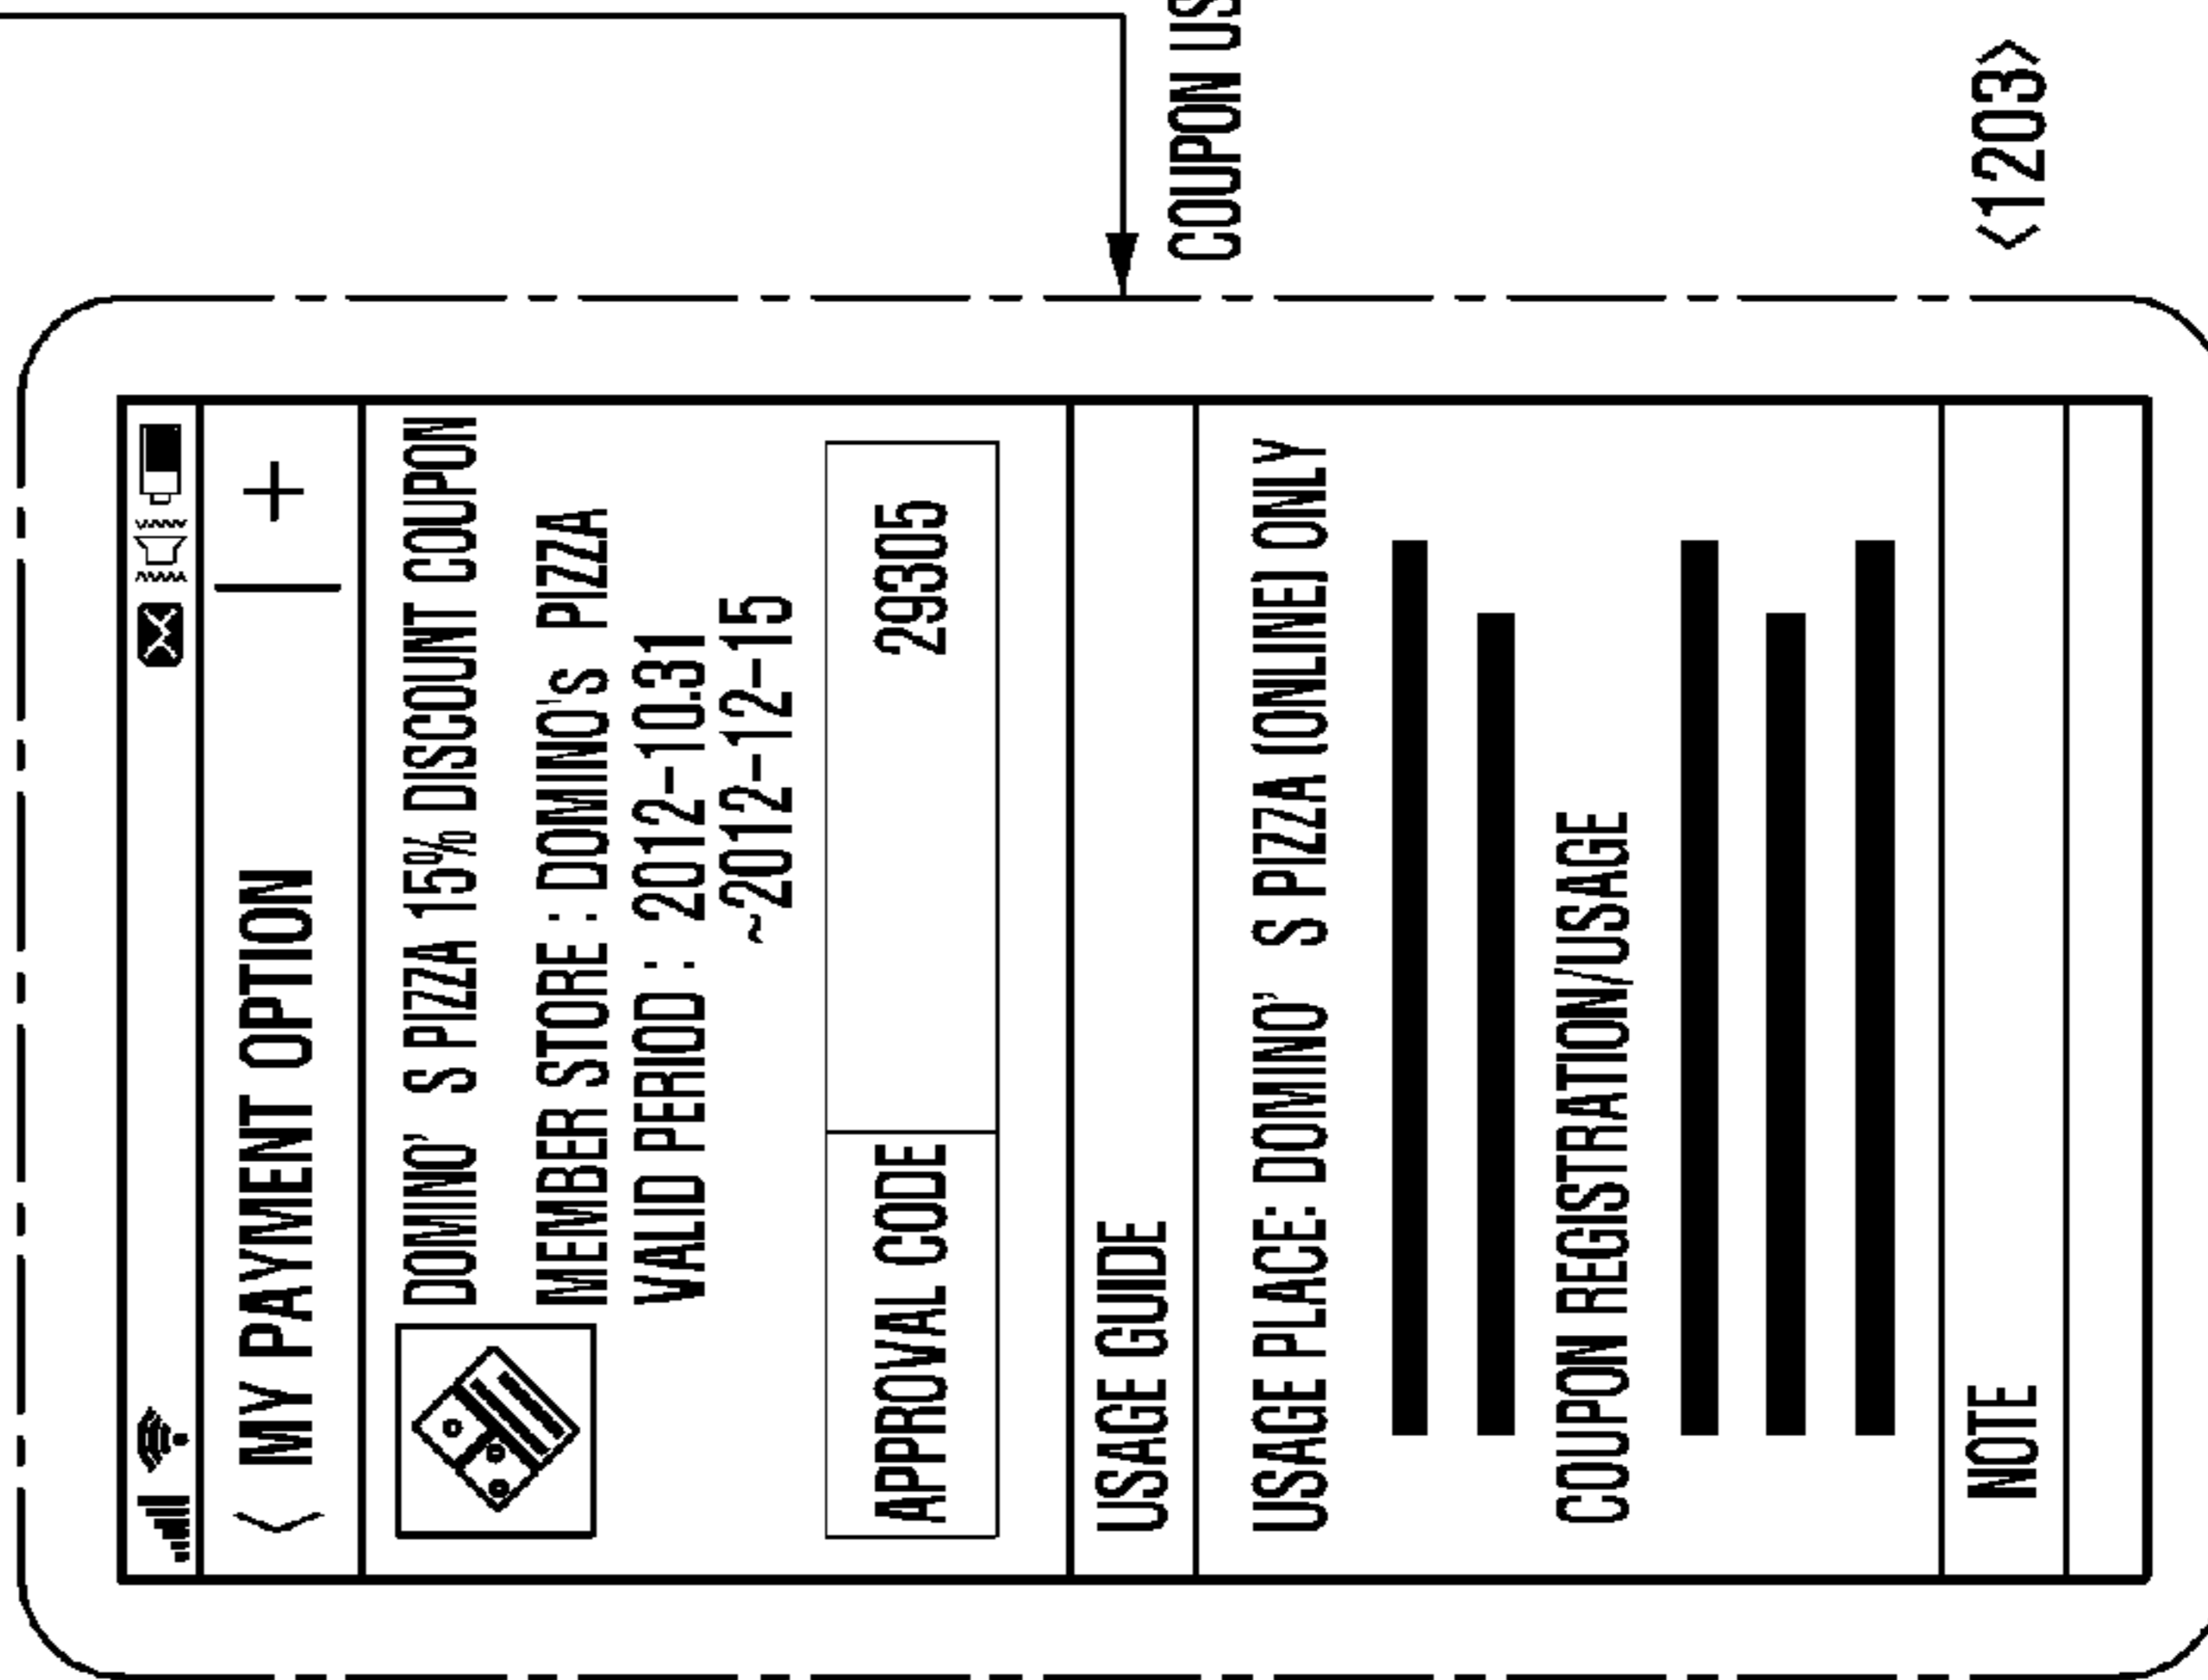 < MY PAYMENT OPTION +
DOMINO' S PIZZA 15% DISCOUNT COUPON
MEMBER STORE : DOMINO's PIZZA
VALID PERIOD : 2012-10.31
~2012-12-15
APPROVAL CODE 29305
USAGE GUIDE
USAGE PLACE: DOMINO' S PIZZA (ONLINE) ONLY
COUPON REGISTRATION/USAGE
NOTE
COUPON
<1203>